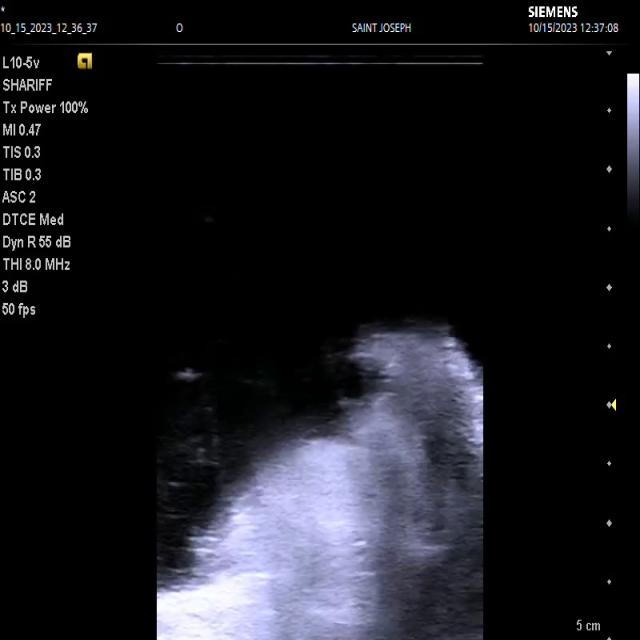 *
SIEMENS
10_15_2023_12_36_37 O SAINT JOSEPH 10/15/2023 12:37:08
L10-5v
SHARIFF
Tx Power 100%
MI 0.47
TIS 0.3
TIB 0.3
ASC 2
DTCE Med
Dyn R 55 dB
THI 8.0 MHz
3 dB
50 fps
5 cm